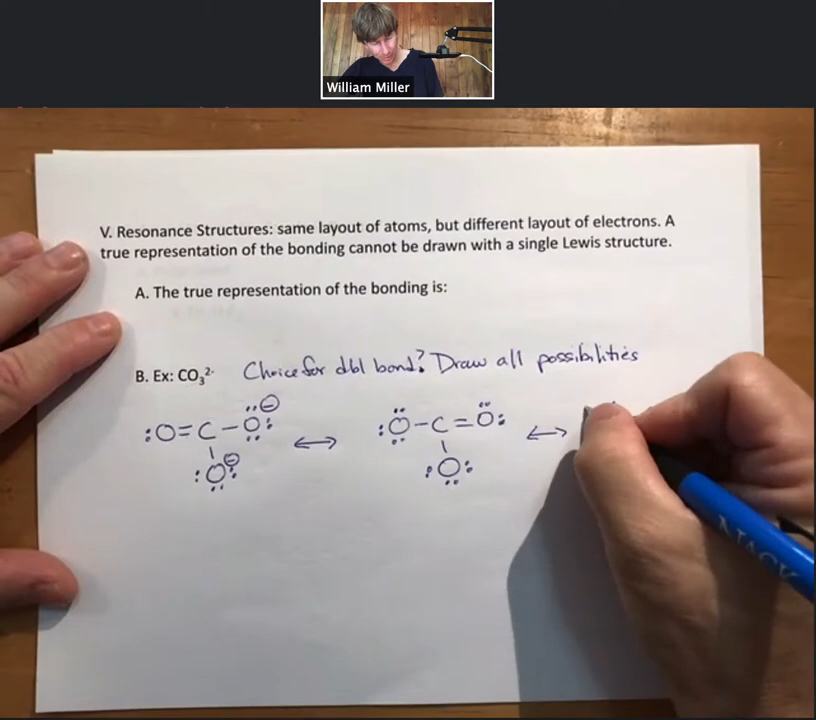 William Miller
V. Resonance Structures: same layout of atoms, but different layout of electrons. A
true representation of the bonding cannot be drawn with a single Lewis structure.
A. The true representation of the bonding is:
B. Ex: CO₃²⁻ Choice for dbl bond? Draw all possibilities
:O=C–O: ⊖ ↔ :O–C=O: ↔
:O: ⊖ :O: